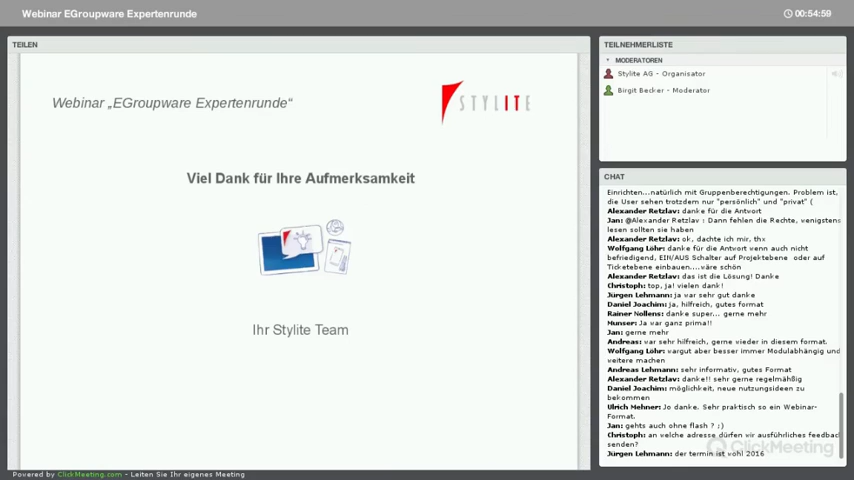 Webinar EGroupware Expertenrunde
00:54:59
TEILEN
Webinar „EGroupware Expertenrunde“
STYLITE
Viel Dank für Ihre Aufmerksamkeit
Ihr Stylite Team
TEILNEHMERLISTE
MODERATOREN
Stylite AG - Organisator
Birgit Becker - Moderator
CHAT
Einrichten...natürlich mit Gruppenberechtigungen. Problem ist,
die User sehen trotzdem nur "persönlich" und "privat" (
Alexander Retzlav: danke für die Antwort
Jan: @Alexander Retzlav : Dann fehlen die Rechte, venigstens
lesen sollten sie haben
Alexander Retzlav: ok, dachte ich mir, thx
Wolfgang Löhr: danke für die Antwort wenn auch nicht
befriedigend, EIN/AUS Schalter auf Projektebene oder auf
Ticketebene einbauen....wäre schön
Alexander Retzlav: das ist die Lösung! Danke
Christoph: top, ja! vielen dank!
Jürgen Lehmann: ja war sehr gut danke
Daniel Joachim: ja, hilfreich, gutes format
Rainer Nollens: danke super... gerne mehr
Munser: Ja war ganz prima!!
Jan: gerne mehr
Andreas: var sehr hilfreich, gerne vieder in diesem format.
Wolfgang Löhr: vargut aber besser immer Modulabhängig und
veitere machen
Andreas Lehmann: sehr informativ, gutes Format
Alexander Retzlav: danke!! sehr gerne regelmäßig
Daniel Joachim: möglichkeit, neue nutzungsideen zu
bekommen
Ulrich Mehner: Jo danke. Sehr praktisch so ein Webinar-
Format.
Jan: gehts auch ohne flash ? ;)
Christoph: an velche adresse dürfen vir ausführliches feedback
senden?
Jürgen Lehmann: der termin ist vohl 2016
ClickMeeting
Powered by ClickMeeting.com - Leiten Sie Ihr eigenes Meeting